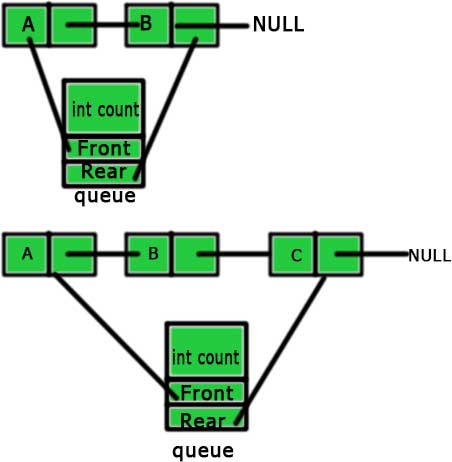 A B NULL
int count
Front
Rear
queue
A B C NULL
int count
Front
Rear
queue